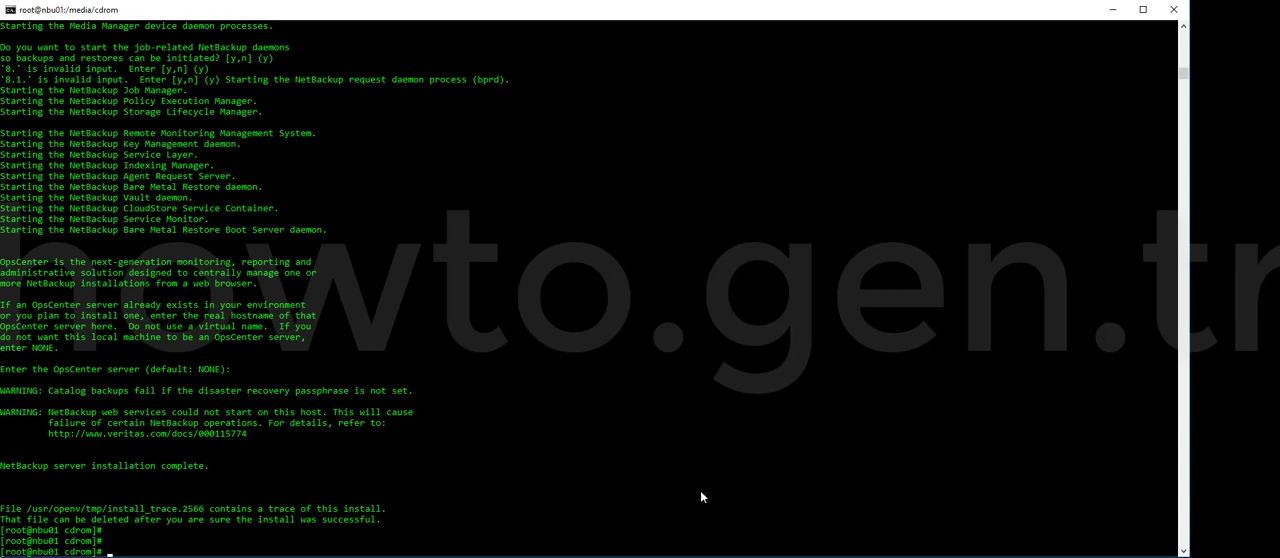 root@nbu01:/media/cdrom
Starting the Media Manager device daemon processes.
Do you want to start the job-related NetBackup daemons
so backups and restores can be initiated? [y,n] (y)
'8.' is invalid input.  Enter [y,n] (y)
'8.1.' is invalid input.  Enter [y,n] (y) Starting the NetBackup request daemon process (bprd).
Starting the NetBackup Job Manager.
Starting the NetBackup Policy Execution Manager.
Starting the NetBackup Storage Lifecycle Manager.
Starting the NetBackup Remote Monitoring Management System.
Starting the NetBackup Key Management daemon.
Starting the NetBackup Service Layer.
Starting the NetBackup Indexing Manager.
Starting the NetBackup Agent Request Server.
Starting the NetBackup Bare Metal Restore daemon.
Starting the NetBackup Vault daemon.
Starting the NetBackup CloudStore Service Container.
Starting the NetBackup Service Monitor.
Starting the NetBackup Bare Metal Restore Boot Server daemon.
howto.gen.tr
OpsCenter is the next-generation monitoring, reporting and
administrative solution designed to centrally manage one or
more NetBackup installations from a web browser.
If an OpsCenter server already exists in your environment
or you plan to install one, enter the real hostname of that
OpsCenter server here.  Do not use a virtual name.  If you
do not want this local machine to be an OpsCenter server,
enter NONE.
Enter the OpsCenter server (default: NONE):
WARNING: Catalog backups fail if the disaster recovery passphrase is not set.
WARNING: NetBackup web services could not start on this host. This will cause
failure of certain NetBackup operations. For details, refer to:
http://www.veritas.com/docs/000115774
NetBackup server installation complete.
File /usr/openv/tmp/install_trace.2566 contains a trace of this install.
That file can be deleted after you are sure the install was successful.
[root@nbu01 cdrom]#
[root@nbu01 cdrom]#
[root@nbu01 cdrom]#